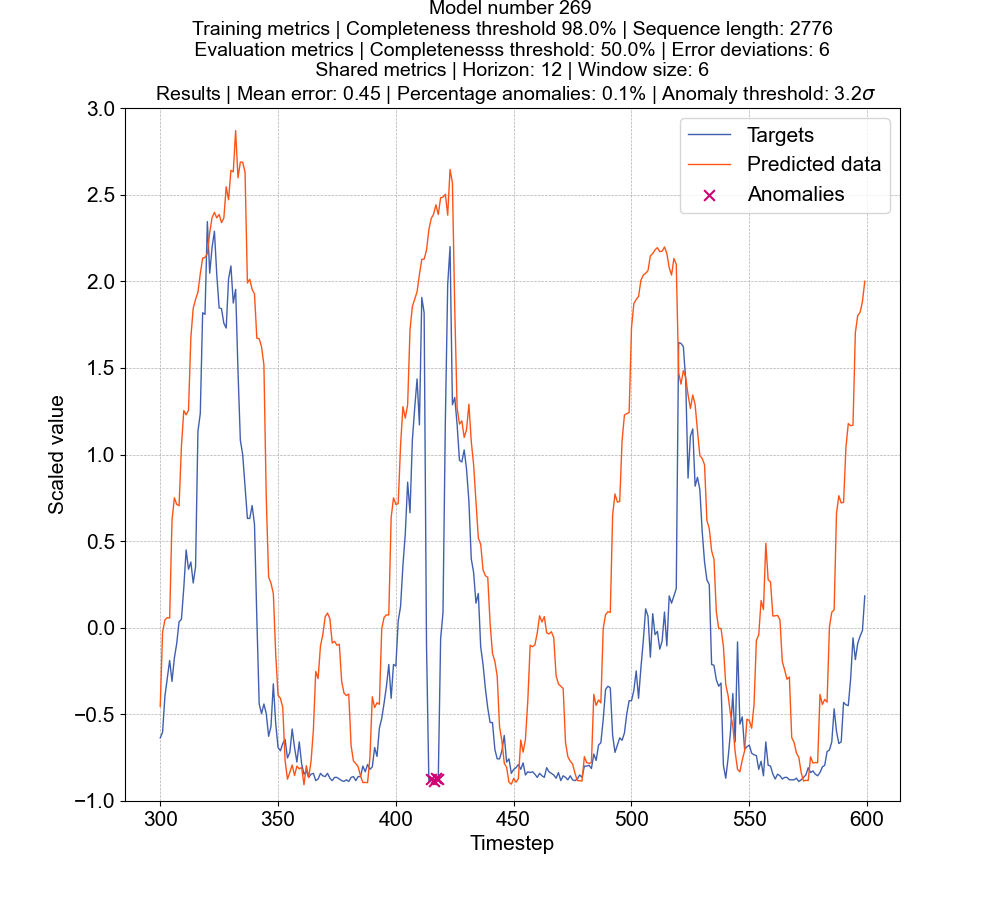 Model number 269
Training metrics | Completeness threshold 98.0% | Sequence length: 2776
Evaluation metrics | Completenesss threshold: 50.0% | Error deviations: 6
Shared metrics | Horizon: 12 | Window size: 6
Results | Mean error: 0.45 | Percentage anomalies: 0.1% | Anomaly threshold: 3.2σ
Targets
Predicted data
Anomalies
3.0
2.5
2.0
1.5
1.0
0.5
0.0
−0.5
−1.0
Scaled value
300
350
400
450
500
550
600
Timestep